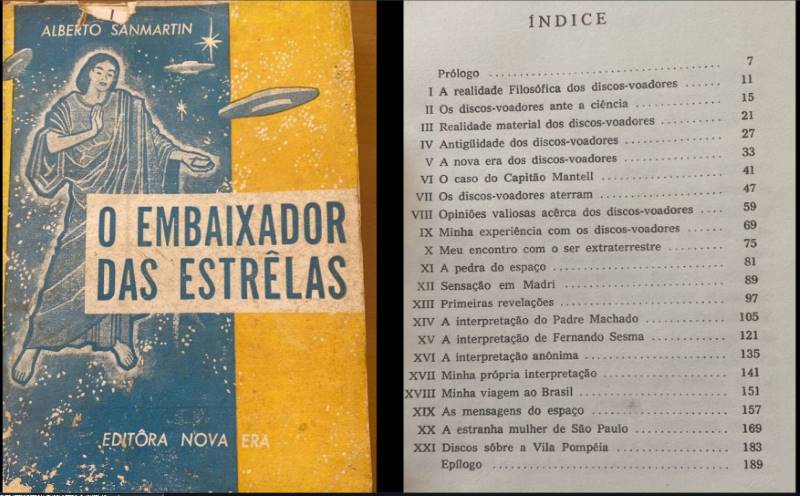 ALBERTO SANMARTIN
O EMBAIXADOR
DAS ESTRÊLAS
EDITÔRA NOVA ERA
ÍNDICE
Prólogo ........ 7
I A realidade Filosófica dos discos-voadores ........ 11
II Os discos-voadores ante a ciência ........ 15
III Realidade material dos discos-voadores ........ 21
IV Antigüidade dos discos-voadores ........ 27
V A nova era dos discos-voadores ........ 33
VI O caso do Capitão Mantell ........ 41
VII Os discos-voadores aterram ........ 47
VIII Opiniões valiosas acêrca dos discos-voadores .... 59
IX Minha experiência com os discos-voadores ........ 69
X Meu encontro com o ser extraterrestre ........ 75
XI A pedra do espaço ........ 81
XII Sensação em Madri ........ 89
XIII Primeiras revelações ........ 97
XIV A interpretação do Padre Machado ........ 105
XV A interpretação de Fernando Sesma ........ 121
XVI A interpretação anônima ........ 135
XVII Minha própria interpretação ........ 141
XVIII Minha viagem ao Brasil ........ 151
XIX As mensagens do espaço ........ 157
XX A estranha mulher de São Paulo ........ 169
XXI Discos sôbre a Vila Pompéia ........ 183
Epílogo ........ 189